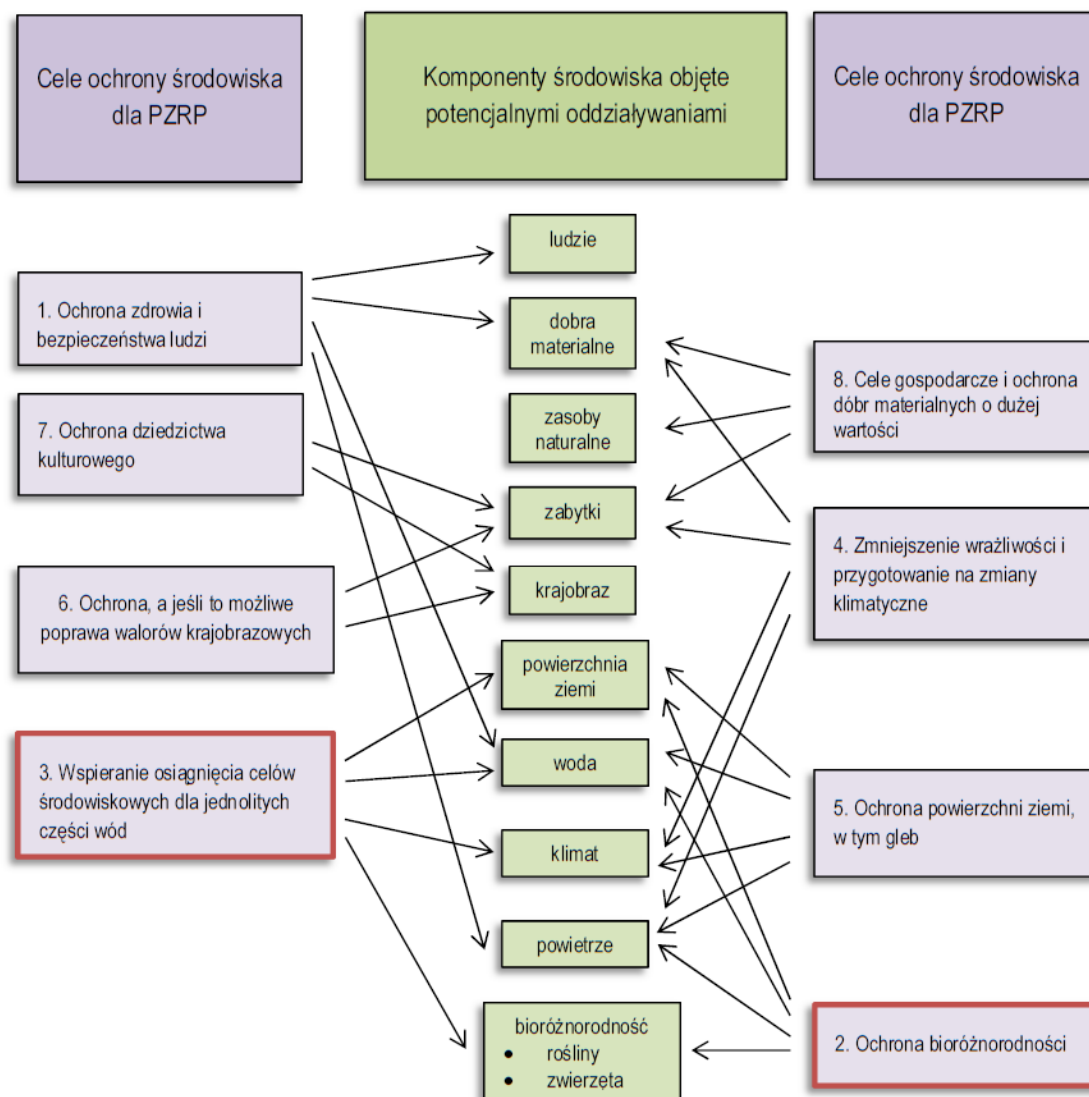 Cele ochrony środowiska
dla PZRP
Komponenty środowiska objęte
potencjalnymi oddziaływaniami
Cele ochrony środowiska
dla PZRP
1. Ochrona zdrowia i
bezpieczeństwa ludzi
7. Ochrona dziedzictwa
kulturowego
6. Ochrona, a jeśli to możliwe
poprawa walorów krajobrazowych
3. Wspieranie osiągnięcia celów
środowiskowych dla jednolitych
części wód
ludzie
dobra
materialne
zasoby
naturalne
zabytki
krajobraz
powierzchnia
ziemi
woda
klimat
powietrze
bioróżnorodność
• rośliny
• zwierzęta
8. Cele gospodarcze i ochrona
dóbr materialnych o dużej
wartości
4. Zmniejszenie wrażliwości i
przygotowanie na zmiany
klimatyczne
5. Ochrona powierzchni ziemi,
w tym gleb
2. Ochrona bioróżnorodności